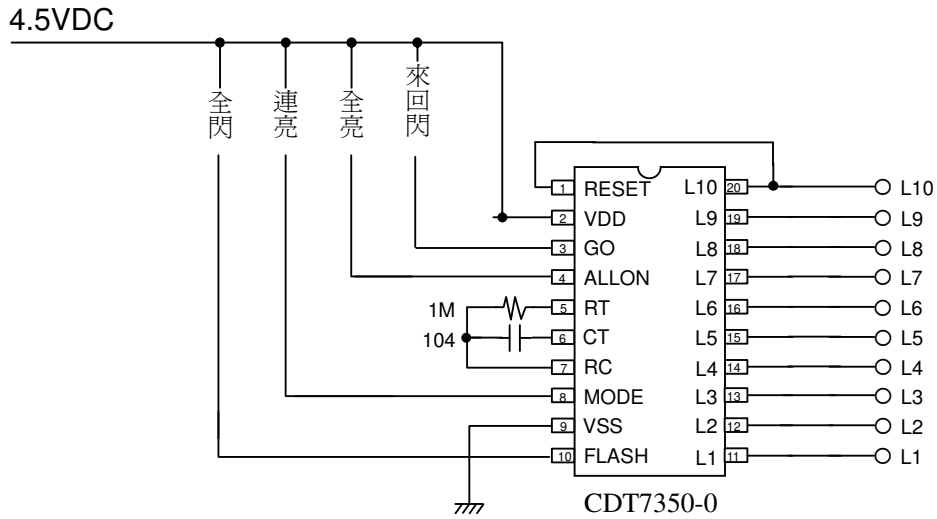 4.5VDC
全閃
連亮
全亮
來回閃
1 RESET L10 20 L10
2 VDD L9 19 L9
3 GO L8 18 L8
4 ALLON L7 17 L7
1M 5 RT L6 16 L6
104 6 CT L5 15 L5
7 RC L4 14 L4
8 MODE L3 13 L3
9 VSS L2 12 L2
10 FLASH L1 11 L1
CDT7350-0